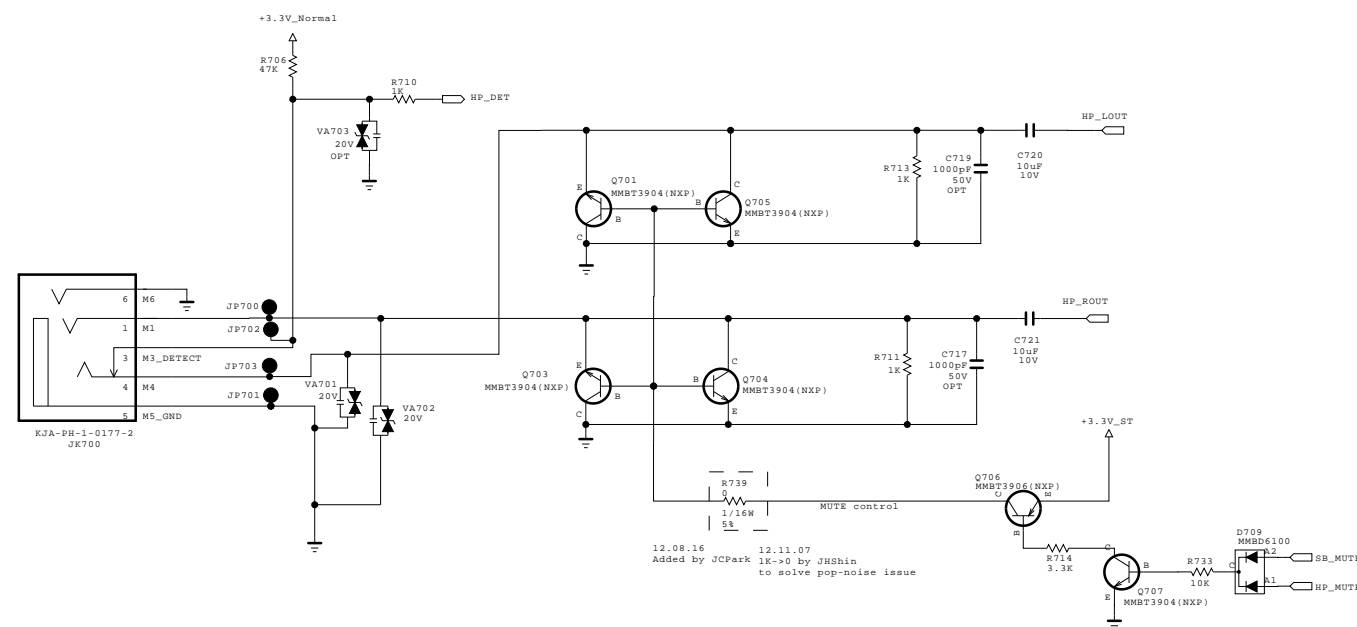 +3.3V_Normal
R706
47K
R710
1K
HP_DET
VA703
20V
OPT
HP_LOUT
C719
1000pF
50V
OPT
C720
10uF
10V
R713
1K
Q701
MMBT3904(NXP)
E
B
C
Q705
MMBT3904(NXP)
C
B
E
6 M6
1 M1
3 M3_DETECT
4 M4
5 M5_GND
KJA-PH-1-0177-2
JK700
JP700
JP702
JP703
JP701
VA701
20V
VA702
20V
HP_ROUT
C721
10uF
10V
R711
1K
C717
1000pF
50V
OPT
Q703
MMBT3904(NXP)
E
B
C
Q704
MMBT3904(NXP)
C
B
E
+3.3V_ST
R739
0
1/16W
5%
MUTE control
Q706
MMBT3906(NXP)
C
E
B
12.08.16
Added by JCPark
12.11.07
1K->0 by JHShin
to solve pop-noise issue
R714
3.3K
C
B
E
Q707
MMBT3904(NXP)
R733
10K
D709
MMBD6100
A2
C
A1
SB_MUTE
HP_MUTE